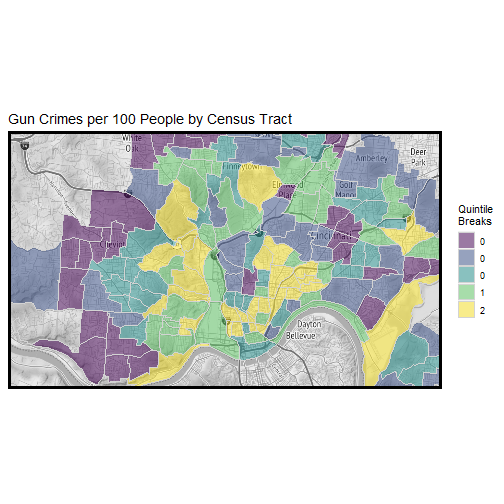 Gun Crimes per 100 People by Census Tract
White
Oak
Finneytown
Amberley
Deer
Park
Elmwood
Place
Golf
Manor
Cheviot
Cincinnati
Dayton
Bellevue
Quintile
Breaks
0
0
0
1
2